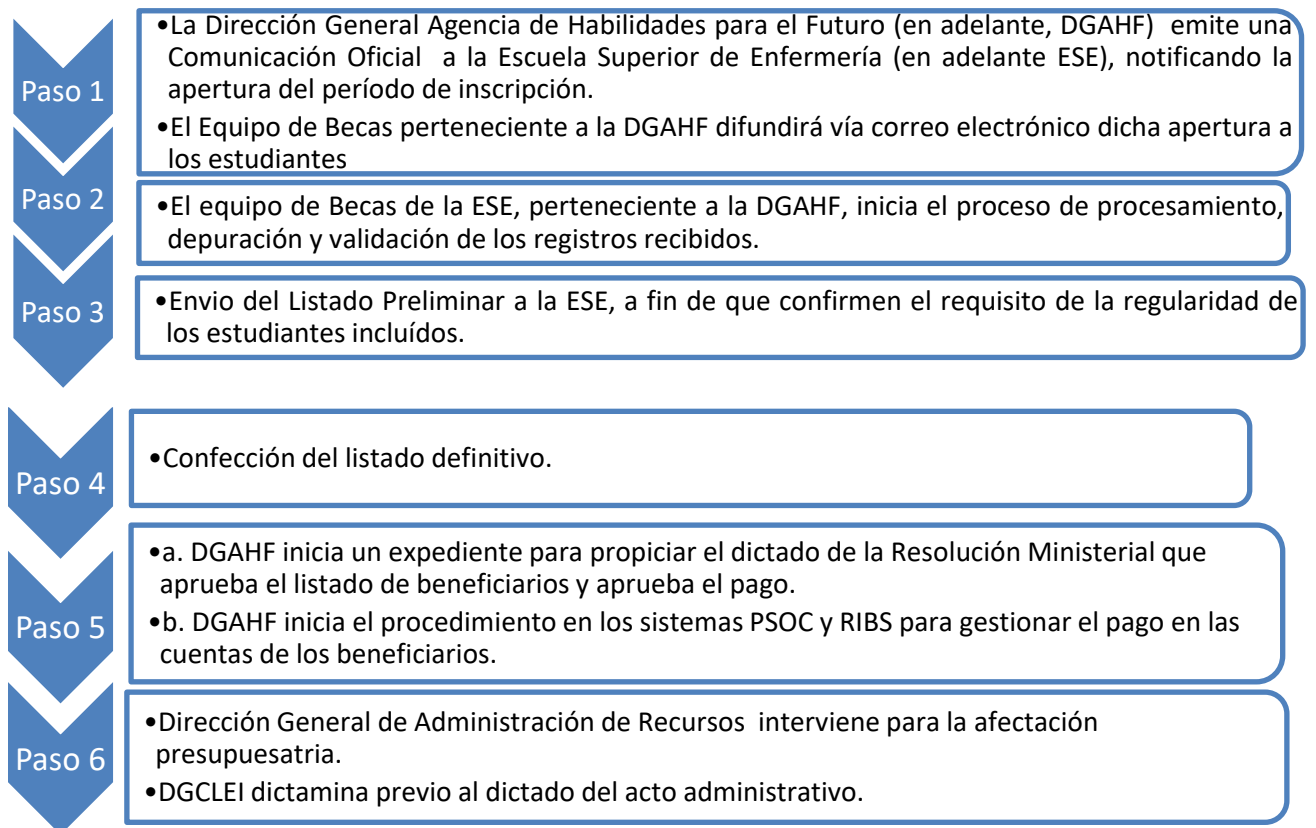 Paso 1
•La Dirección General Agencia de Habilidades para el Futuro (en adelante, DGAHF) emite una
Comunicación Oficial a la Escuela Superior de Enfermería (en adelante ESE), notificando la
apertura del período de inscripción.
•El Equipo de Becas perteneciente a la DGAHF difundirá vía correo electrónico dicha apertura a
los estudiantes
Paso 2
•El equipo de Becas de la ESE, perteneciente a la DGAHF, inicia el proceso de procesamiento,
depuración y validación de los registros recibidos.
Paso 3
•Envio del Listado Preliminar a la ESE, a fin de que confirmen el requisito de la regularidad de
los estudiantes incluídos.
Paso 4
•Confección del listado definitivo.
Paso 5
•a. DGAHF inicia un expediente para propiciar el dictado de la Resolución Ministerial que
aprueba el listado de beneficiarios y aprueba el pago.
•b. DGAHF inicia el procedimiento en los sistemas PSOC y RIBS para gestionar el pago en las
cuentas de los beneficiarios.
Paso 6
•Dirección General de Administración de Recursos interviene para la afectación
presupuesatria.
•DGCLEI dictamina previo al dictado del acto administrativo.